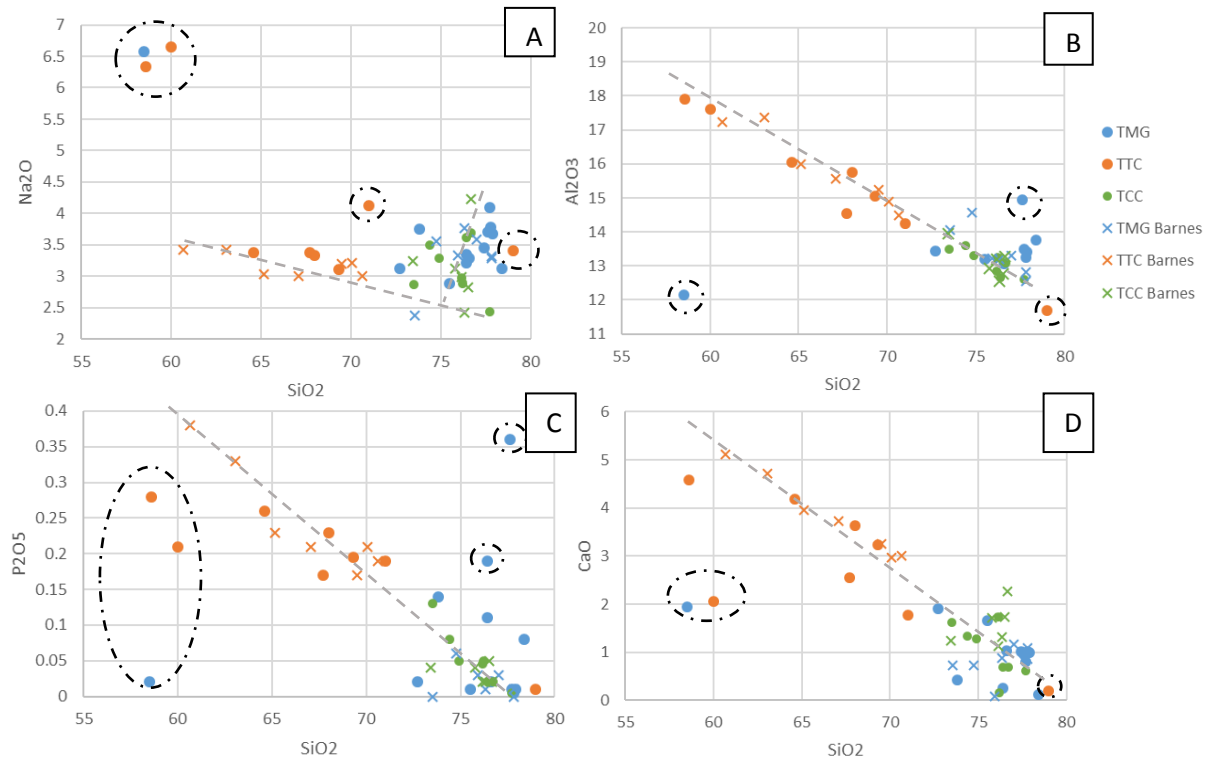 A
7
6.5
6
5.5
5
4.5
4
3.5
3
2.5
2
Na2O
55 60 65 70 75 80
SiO2
B
20
19
18
17
16
15
14
13
12
11
Al2O3
55 60 65 70 75 80
SiO2
TMG
TTC
TCC
TMG Barnes
TTC Barnes
TCC Barnes
C
0.4
0.35
0.3
0.25
0.2
0.15
0.1
0.05
0
P2O5
55 60 65 70 75 80
SiO2
D
6
5
4
3
2
1
0
CaO
55 60 65 70 75 80
SiO2